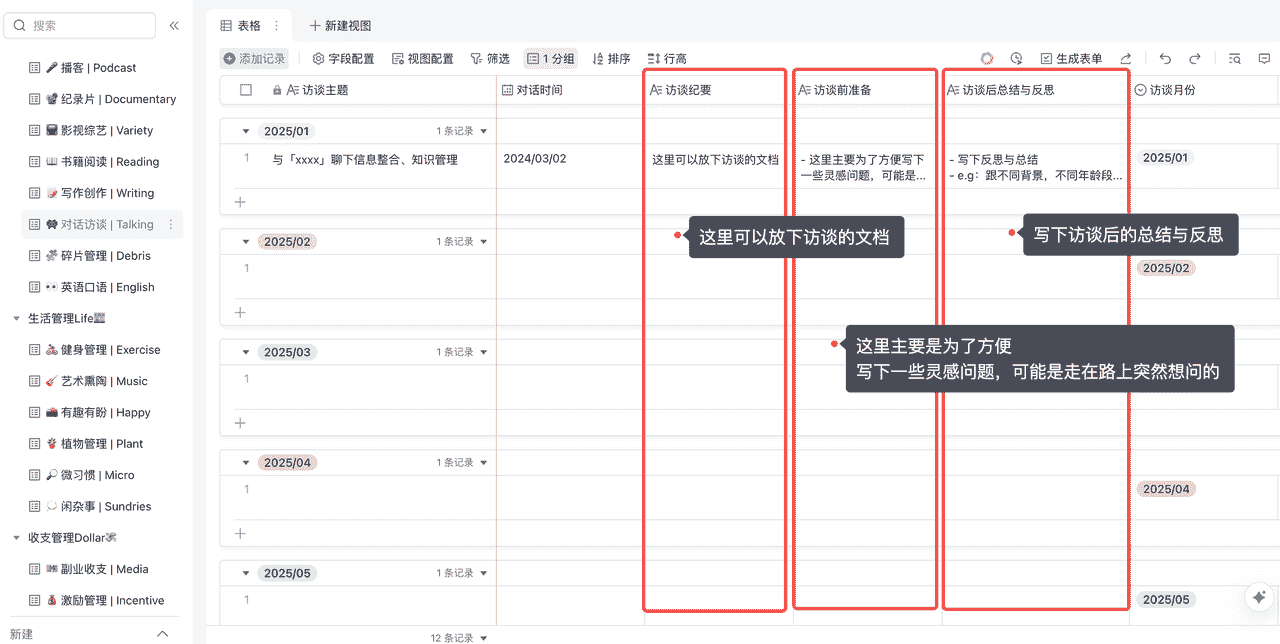 搜索
播客 | Podcast
纪录片 | Documentary
影视综艺 | Variety
书籍阅读 | Reading
写作创作 | Writing
对话访谈 | Talking
碎片管理 | Debris
英语口语 | English
生活管理Life
健身管理 | Exercise
艺术熏陶 | Music
有趣有盼 | Happy
植物管理 | Plant
微习惯 | Micro
闲杂事 | Sundries
收支管理Dollar
副业收支 | Media
激励管理 | Incentive
新建
表格
新建视图
添加记录 字段配置 视图配置 筛选 1 分组 排序 行高 生成表单
访谈主题 对话时间 访谈纪要 访谈前准备 访谈后总结与反思 访谈月份
2025/01 1 条记录
1 与「xxxx」聊下信息整合、知识管理 2024/03/02 这里可以放下访谈的文档
- 这里主要为了方便写下
一些灵感问题，可能是...
- 写下反思与总结
- e.g：跟不同背景，不同年龄段...
2025/01
这里可以放下访谈的文档
写下访谈后的总结与反思
2025/02 1 条记录
1 2025/02
这里主要是为了方便
写下一些灵感问题，可能是走在路上突然想问的
2025/03 1 条记录
1
2025/04 1 条记录
1 2025/04
2025/05 1 条记录
1 2025/05
12 条记录